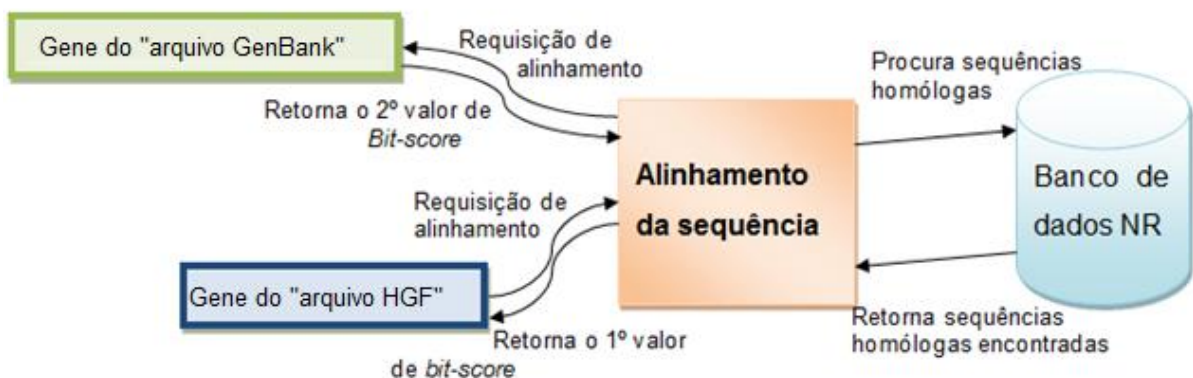 Gene do "arquivo GenBank"
Requisição de
alinhamento
Retorna o 2º valor de
Bit-score
Procura sequências
homólogas
Alinhamento
da sequência
Banco de
dados NR
Requisição de
alinhamento
Gene do "arquivo HGF"
Retorna o 1º valor
de bit-score
Retorna sequências
homólogas encontradas